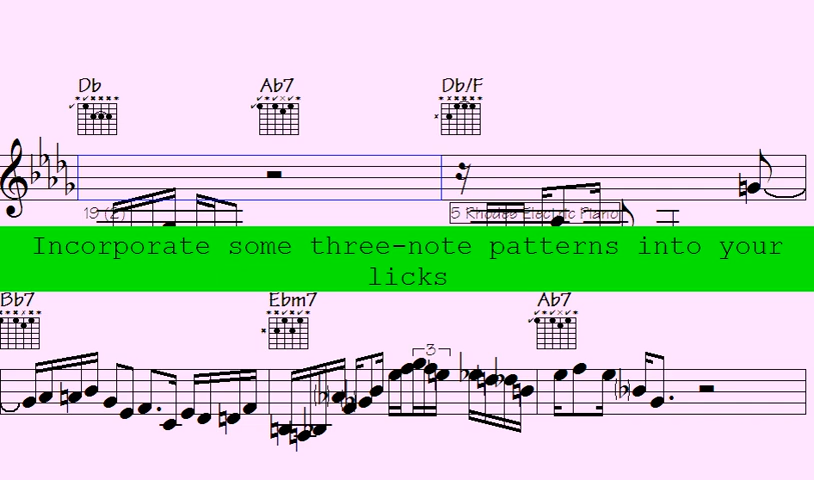 Db Ab7 Db/F
19 (2) 5 Rhodes Electric Piano
Incorporate some three-note patterns into your
licks
Bb7 Ebm7 Ab7
3